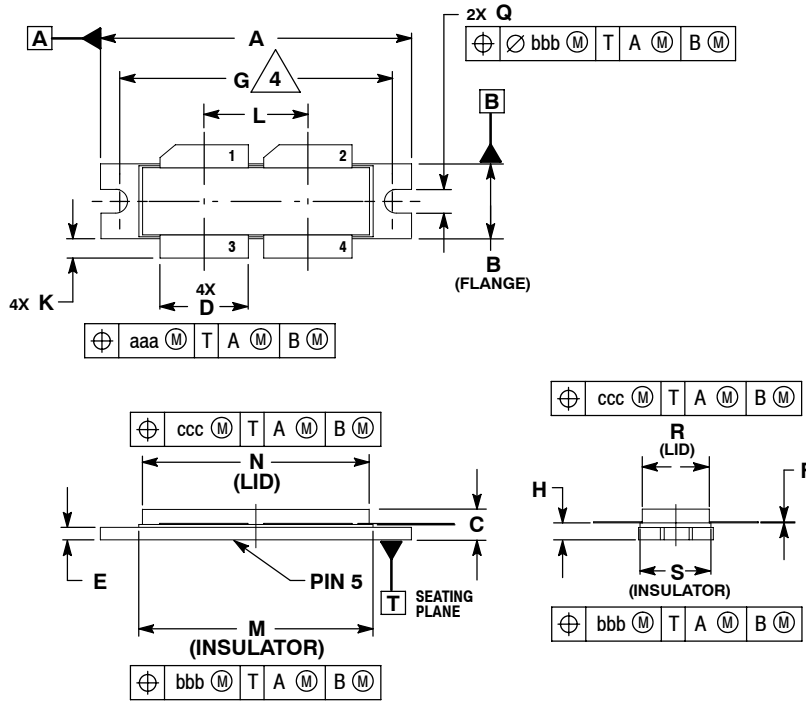 2X Q
⌖ ∅ bbb Ⓜ T A Ⓜ B Ⓜ
A
A
G 4
L
B
1
2
3
4
B
(FLANGE)
4X K
4X
D
⌖ aaa Ⓜ T A Ⓜ B Ⓜ
⌖ ccc Ⓜ T A Ⓜ B Ⓜ
N
(LID)
C
E
PIN 5
T SEATING
PLANE
M
(INSULATOR)
⌖ bbb Ⓜ T A Ⓜ B Ⓜ
⌖ ccc Ⓜ T A Ⓜ B Ⓜ
R
(LID)
H
S
(INSULATOR)
⌖ bbb Ⓜ T A Ⓜ B Ⓜ